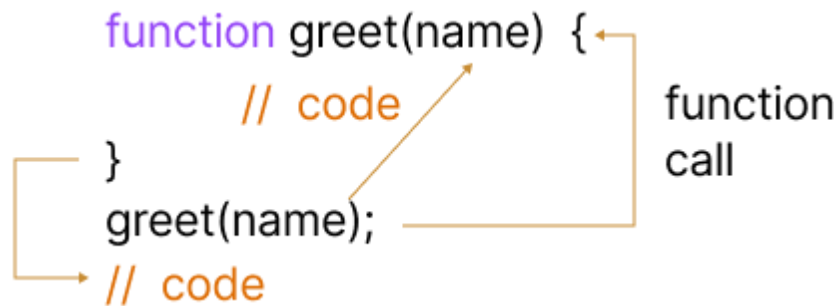 function greet(name) {
// code
function
call
}
greet(name);
// code